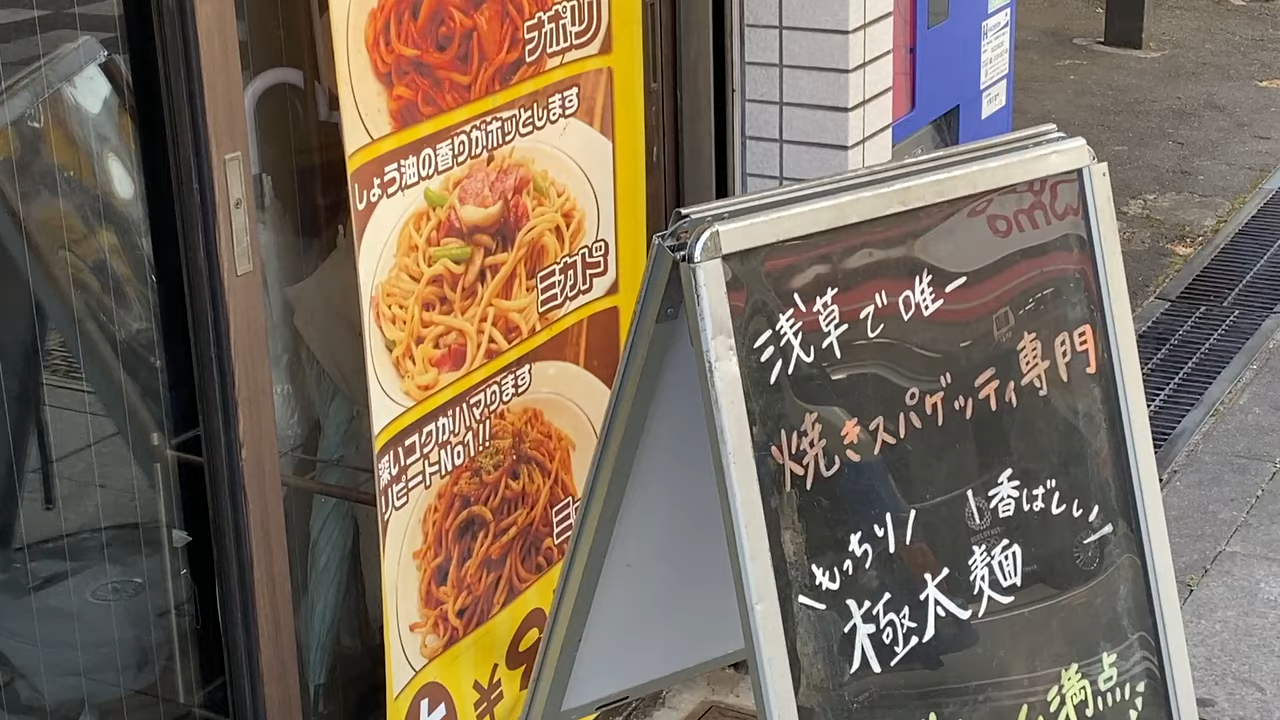 ナポリ
しょう油の香りがホッとします
ミカド
深いコクがハマります
リピートNo1!!
ミ
¥
浅草で唯一
焼きスパゲッティ専門
\もっちり/
\香ばしい/
極太麺
満点